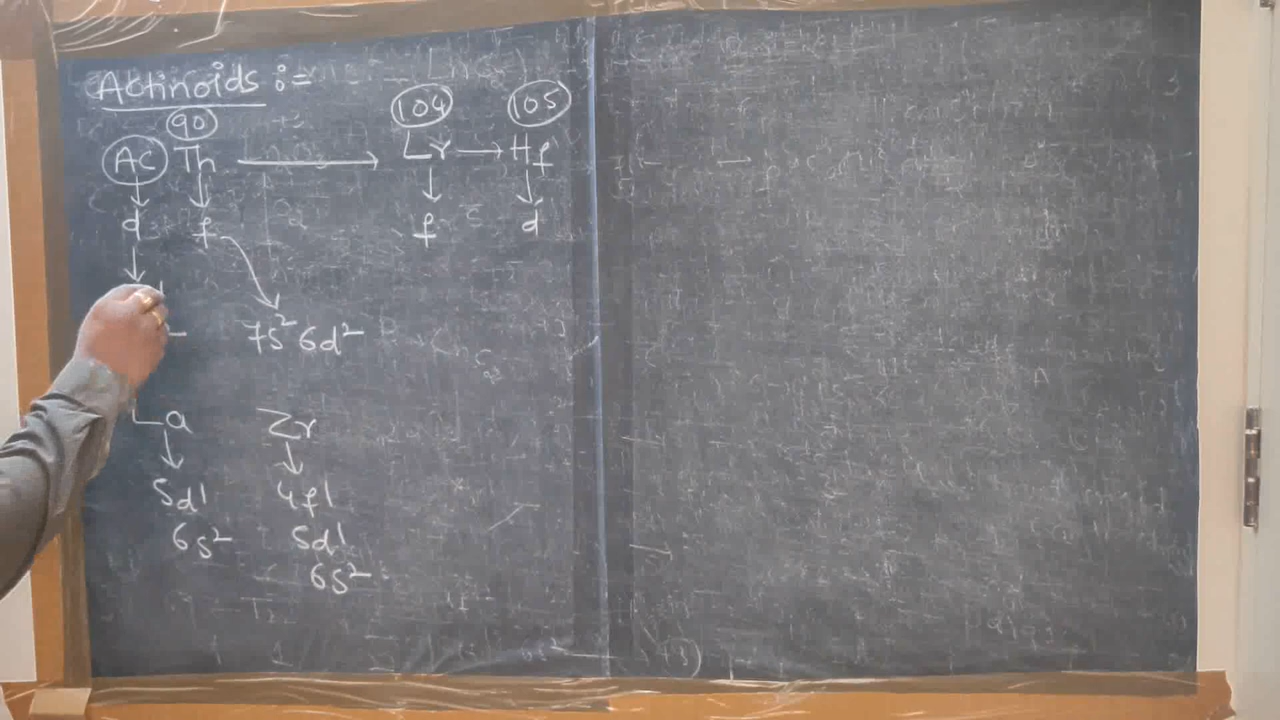 Actinoids :=
90 104 105
AC Th → Lr → Hf
↓ ↓ ↓ ↓
d f f d
↓
7s² 6d²
La Zr
↓ ↓
5d¹ 4f¹
6s² 5d¹
6s²